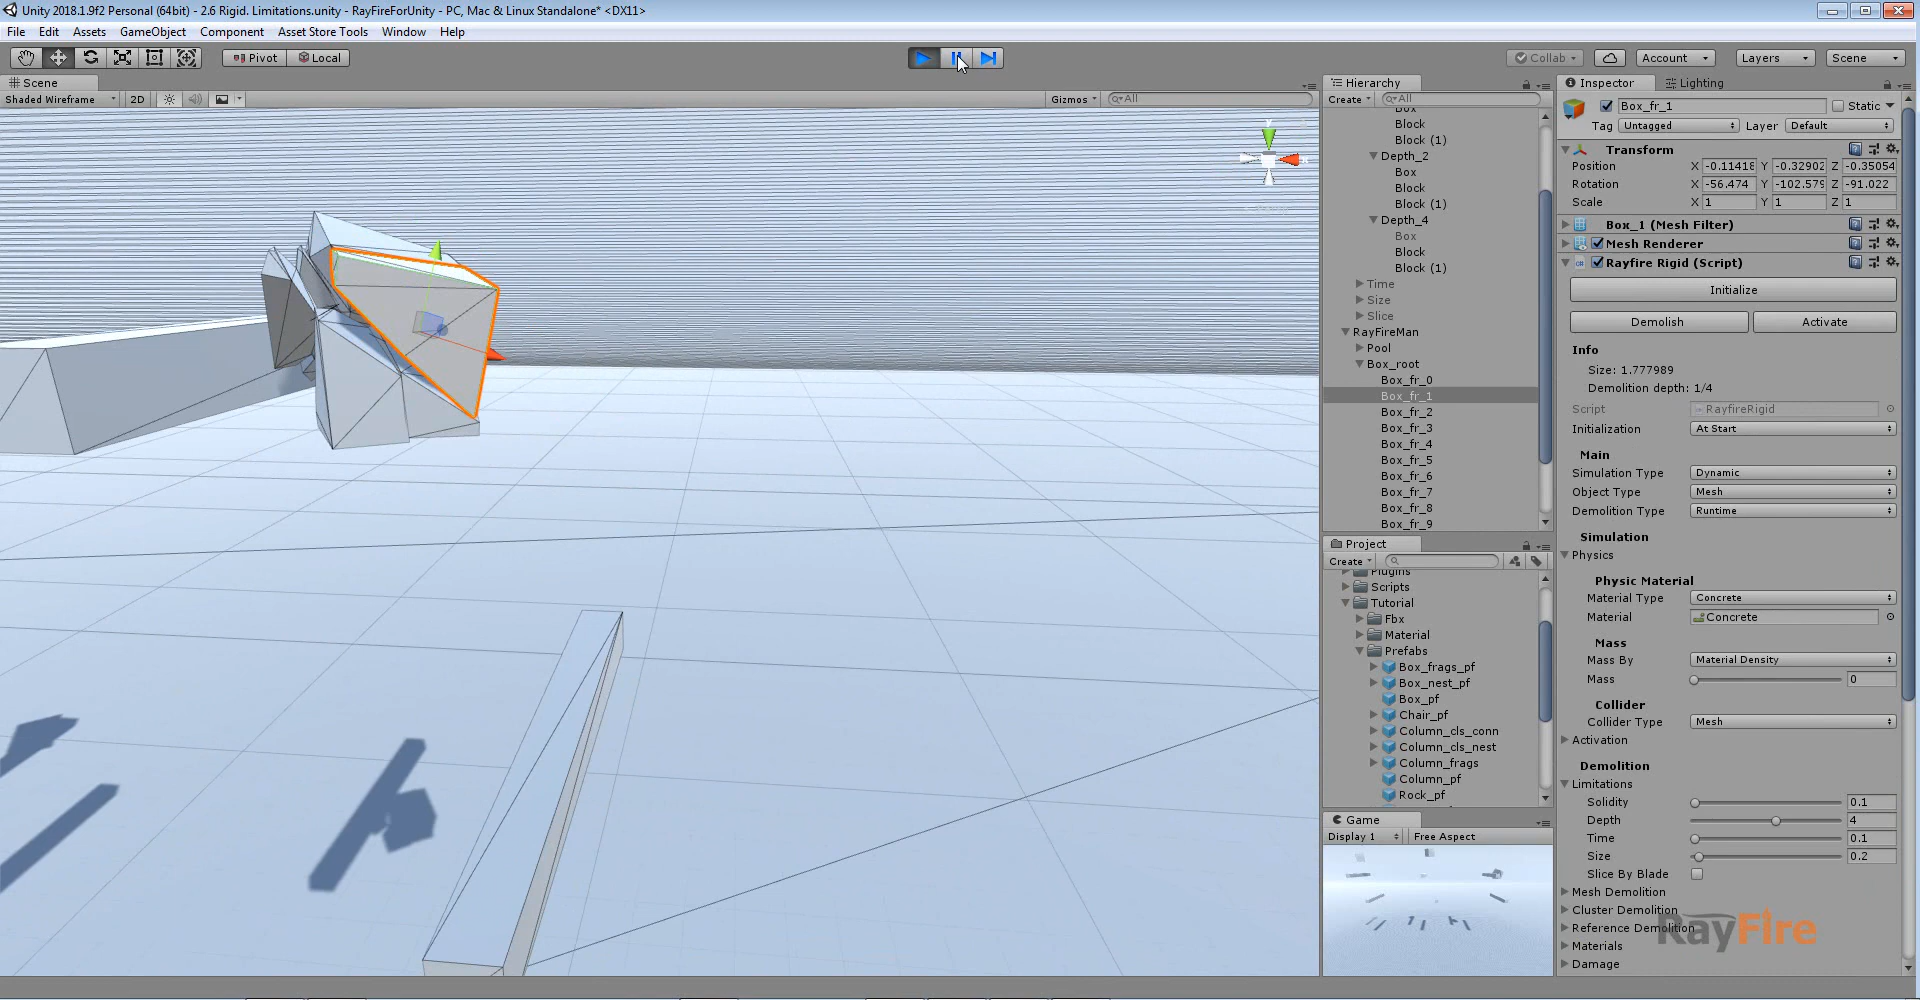 Unity 2018.1.9f2 Personal (64bit) - 2.6 Rigid. Limitations.unity - RayFireForUnity - PC, Mac & Linux Standalone* <DX11>
File Edit Assets GameObject Component Asset Store Tools Window Help
Pivot Local Collab Account Layers Scene
Scene
Shaded Wireframe 2D Gizmos All
Hierarchy
Create All
Box
Block
Block (1)
Depth_2
Box
Block
Block (1)
Depth_4
Box
Block
Block (1)
Time
Size
Slice
RayFireMan
Pool
Box_root
Box_fr_0
Box_fr_1
Box_fr_2
Box_fr_3
Box_fr_4
Box_fr_5
Box_fr_6
Box_fr_7
Box_fr_8
Box_fr_9
Project
Create
Plugins
Scripts
Tutorial
Fbx
Material
Prefabs
Box_frags_pf
Box_nest_pf
Box_pf
Chair_pf
Column_cls_conn
Column_cls_nest
Column_frags
Column_pf
Rock_pf
Game
Display 1 Free Aspect
Inspector Lighting
Box_fr_1 Static
Tag Untagged Layer Default
Transform
Position X -0.11418 Y -0.32902 Z -0.35054
Rotation X -56.474 Y -102.579 Z -91.022
Scale X 1 Y 1 Z 1
Box_1 (Mesh Filter)
Mesh Renderer
Rayfire Rigid (Script)
Initialize
Demolish Activate
Info
Size: 1.777989
Demolition depth: 1/4
Script RayfireRigid
Initialization At Start
Main
Simulation Type Dynamic
Object Type Mesh
Demolition Type Runtime
Simulation
Physics
Physic Material
Material Type Concrete
Material Concrete
Mass
Mass By Material Density
Mass 0
Collider
Collider Type Mesh
Activation
Demolition
Limitations
Solidity 0.1
Depth 4
Time 0.1
Size 0.2
Slice By Blade
Mesh Demolition
Cluster Demolition
Reference Demolition
Materials
Damage
RayFire